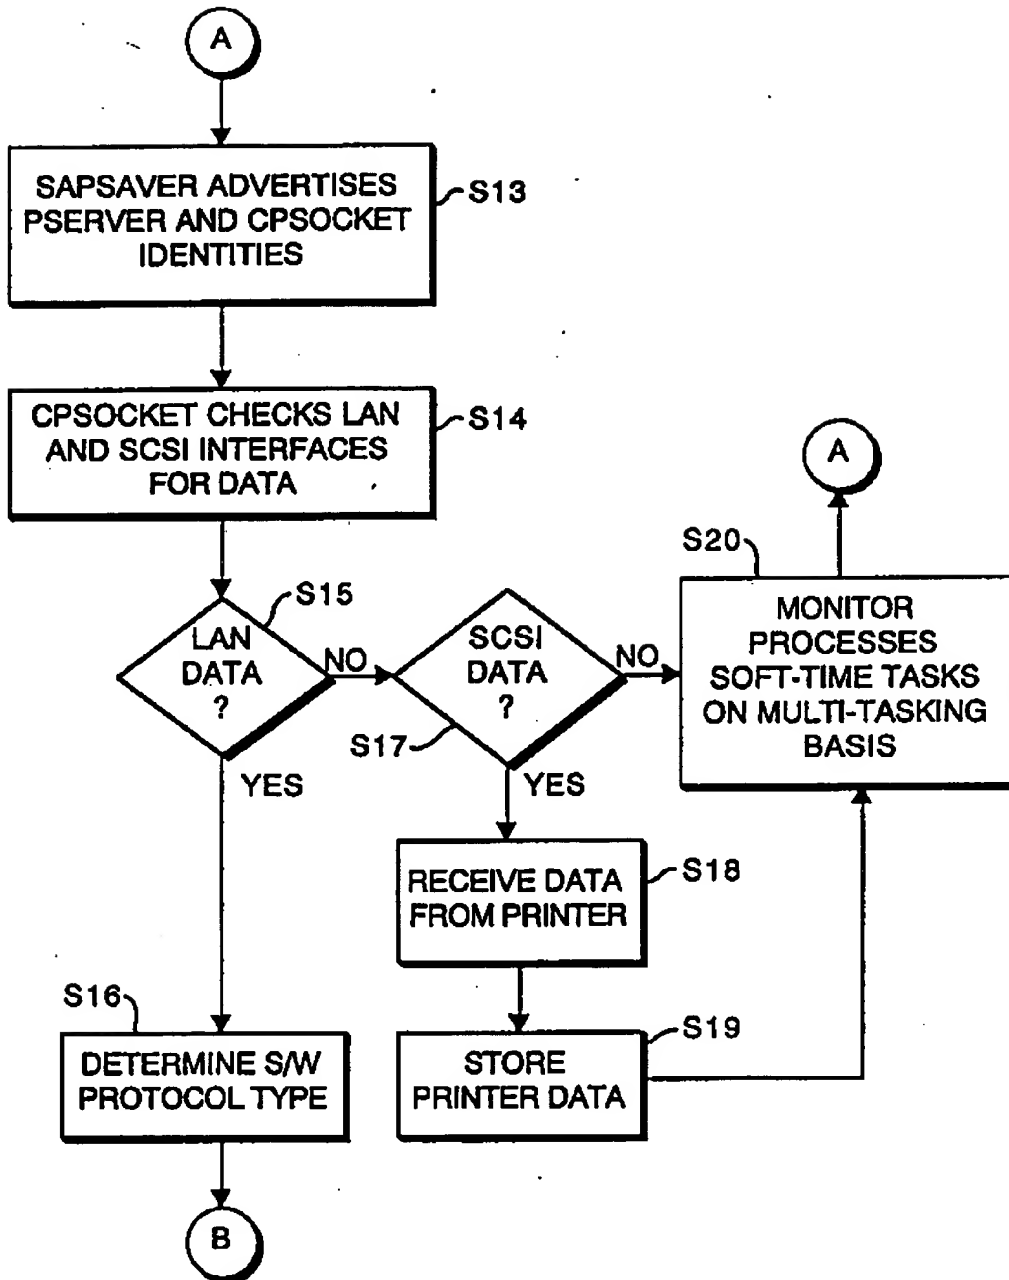 A
SAPSAVER ADVERTISES
PSERVER AND CPSOCKET
IDENTITIES
S13
CPSOCKET CHECKS LAN
AND SCSI INTERFACES
FOR DATA
S14
A
S20
MONITOR
PROCESSES
SOFT-TIME TASKS
ON MULTI-TASKING
BASIS
S15
LAN
DATA
?
NO
YES
SCSI
DATA
?
S17
NO
YES
RECEIVE DATA
FROM PRINTER
S18
S16
DETERMINE S/W
PROTOCOL TYPE
STORE
PRINTER DATA
S19
B